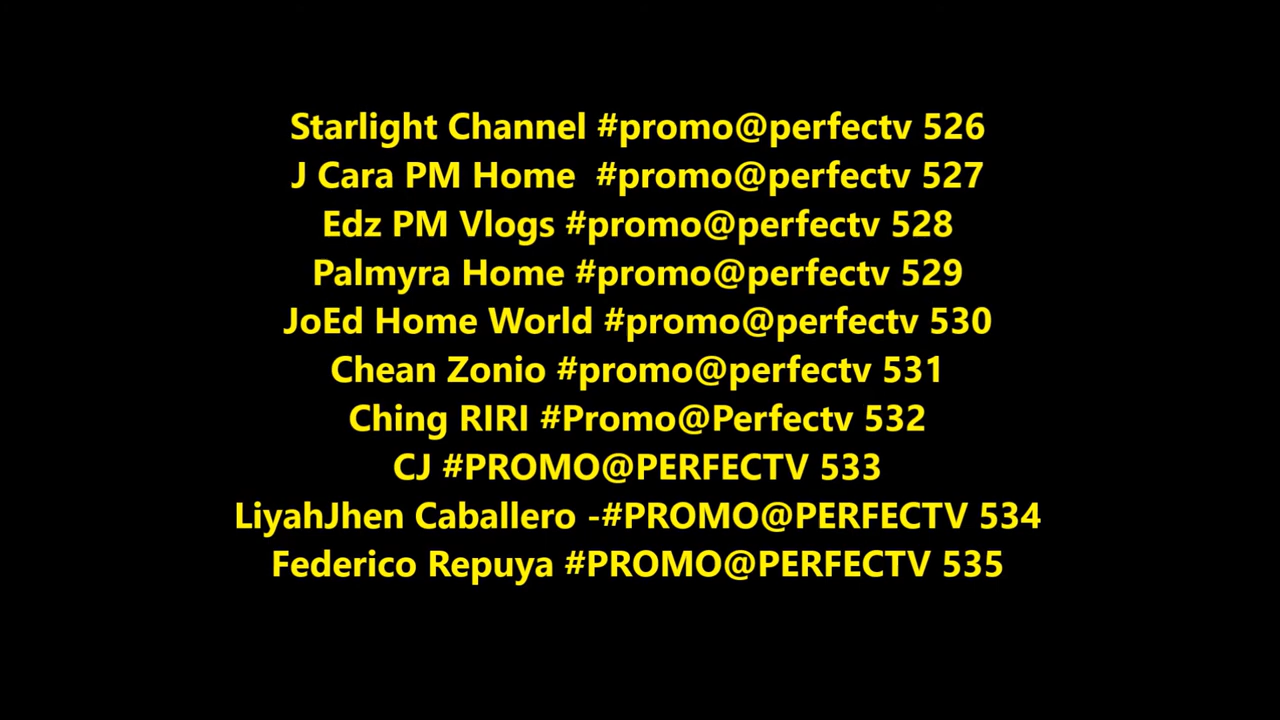 Starlight Channel #promo@perfectv 526
J Cara PM Home  #promo@perfectv 527
Edz PM Vlogs #promo@perfectv 528
Palmyra Home #promo@perfectv 529
JoEd Home World #promo@perfectv 530
Chean Zonio #promo@perfectv 531
Ching RIRI #Promo@Perfectv 532
CJ #PROMO@PERFECTV 533
LiyahJhen Caballero -#PROMO@PERFECTV 534
Federico Repuya #PROMO@PERFECTV 535